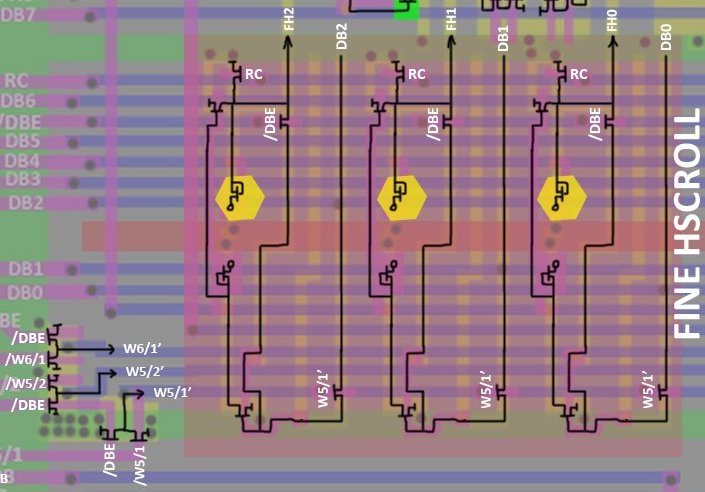 DB7
FH2
DB2
FH1
DB1
FH0
DB0
RC
RC
RC
RC
DB6
/DBE
/DBE
/DBE
/DBE
DB5
DB4
DB3
DB2
FINE HSCROLL
DB1
DB0
BE
/DBE
W6/1'
/W6/1
W5/2'
/W5/2
W5/1'
/DBE
W5/1'
W5/1'
W5/1'
/DBE
/W5/1
5/1
B